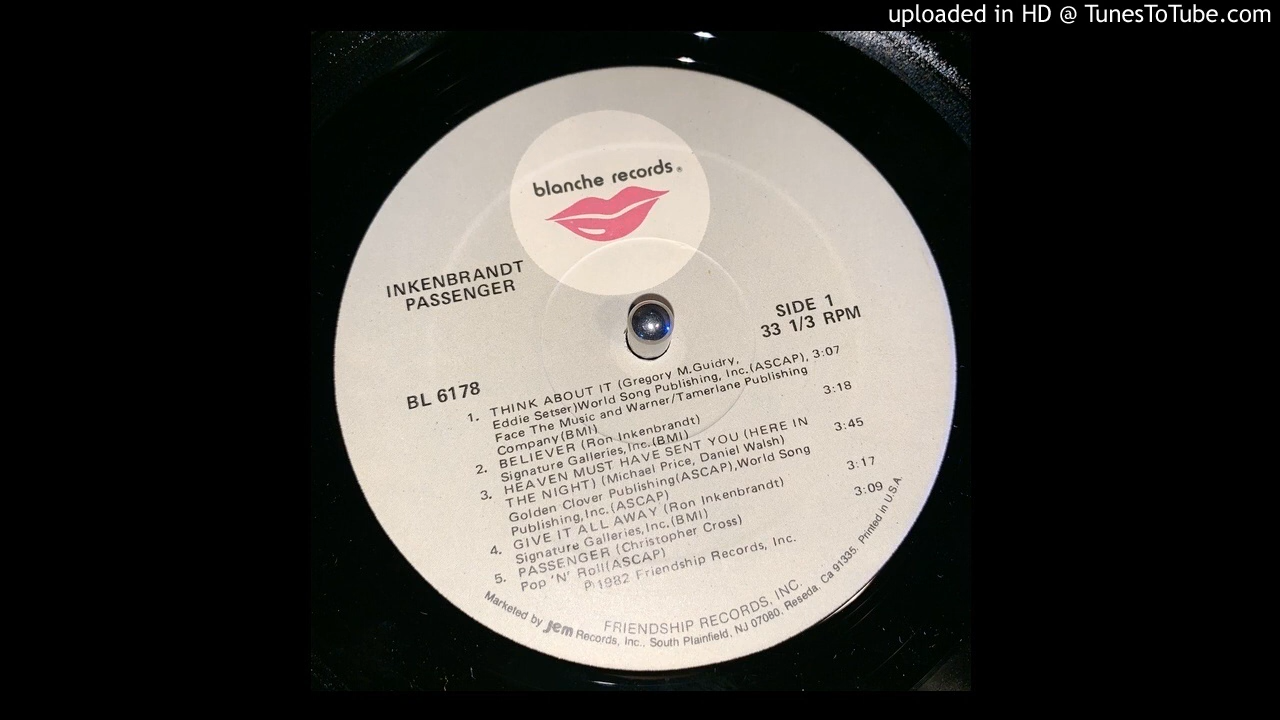 uploaded in HD @ TunesToTube.com
blanche records®
INKENBRANDT
PASSENGER
SIDE 1
33 1/3 RPM
BL 6178
1. THINK ABOUT IT (Gregory M.Guidry, 3:07
Eddie Setser)World Song Publishing, Inc.(ASCAP),
Face The Music and Warner/Tamerlane Publishing
Company(BMI)
2. BELIEVER (Ron Inkenbrandt) 3:18
Signature Galleries,Inc.(BMI)
3. HEAVEN MUST HAVE SENT YOU (HERE IN 3:45
THE NIGHT) (Michael Price, Daniel Walsh)
Golden Clover Publishing(ASCAP),World Song
Publishing,Inc.(ASCAP)
4. GIVE IT ALL AWAY (Ron Inkenbrandt) 3:17
Signature Galleries,Inc.(BMI)
5. PASSENGER (Christopher Cross) 3:09
Pop 'N' Roll(ASCAP)
℗1982 Friendship Records, Inc.
FRIENDSHIP RECORDS, INC.
Marketed by Jem Records, Inc., South Plainfield, NJ 07080. Reseda, Ca 91335. Printed in U.S.A.